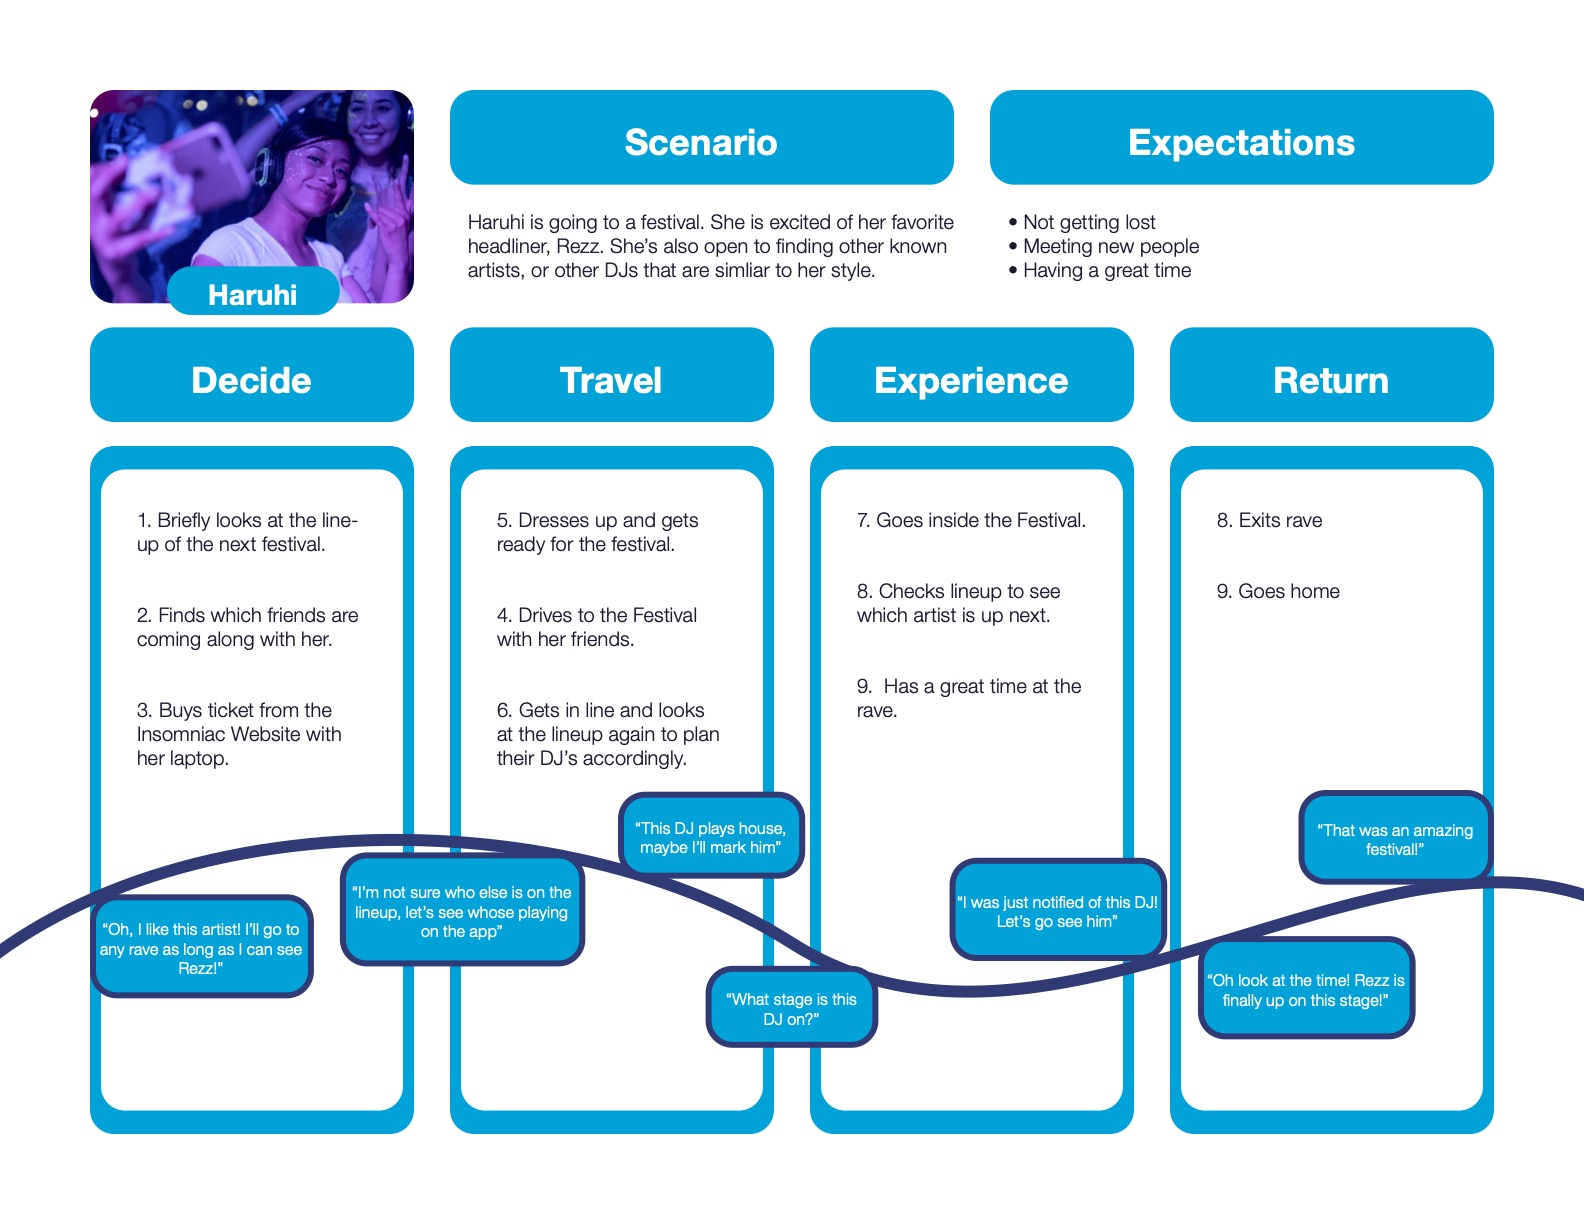 Haruhi
Scenario
Haruhi is going to a festival. She is excited of her favorite
headliner, Rezz. She’s also open to finding other known
artists, or other DJs that are simliar to her style.
Expectations
• Not getting lost
• Meeting new people
• Having a great time
Decide
1. Briefly looks at the line-
up of the next festival.
2. Finds which friends are
coming along with her.
3. Buys ticket from the
Insomniac Website with
her laptop.
Travel
5. Dresses up and gets
ready for the festival.
4. Drives to the Festival
with her friends.
6. Gets in line and looks
at the lineup again to plan
their DJ’s accordingly.
Experience
7. Goes inside the Festival.
8. Checks lineup to see
which artist is up next.
9.  Has a great time at the
rave.
Return
8. Exits rave
9. Goes home
“Oh, I like this artist! I’ll go to
any rave as long as I can see
Rezz!”
“I’m not sure who else is on the
lineup, let’s see whose playing
on the app”
“This DJ plays house,
maybe I’ll mark him”
“What stage is this
DJ on?”
“I was just notified of this DJ!
Let’s go see him”
“Oh look at the time! Rezz is
finally up on this stage!”
“That was an amazing
festival!”